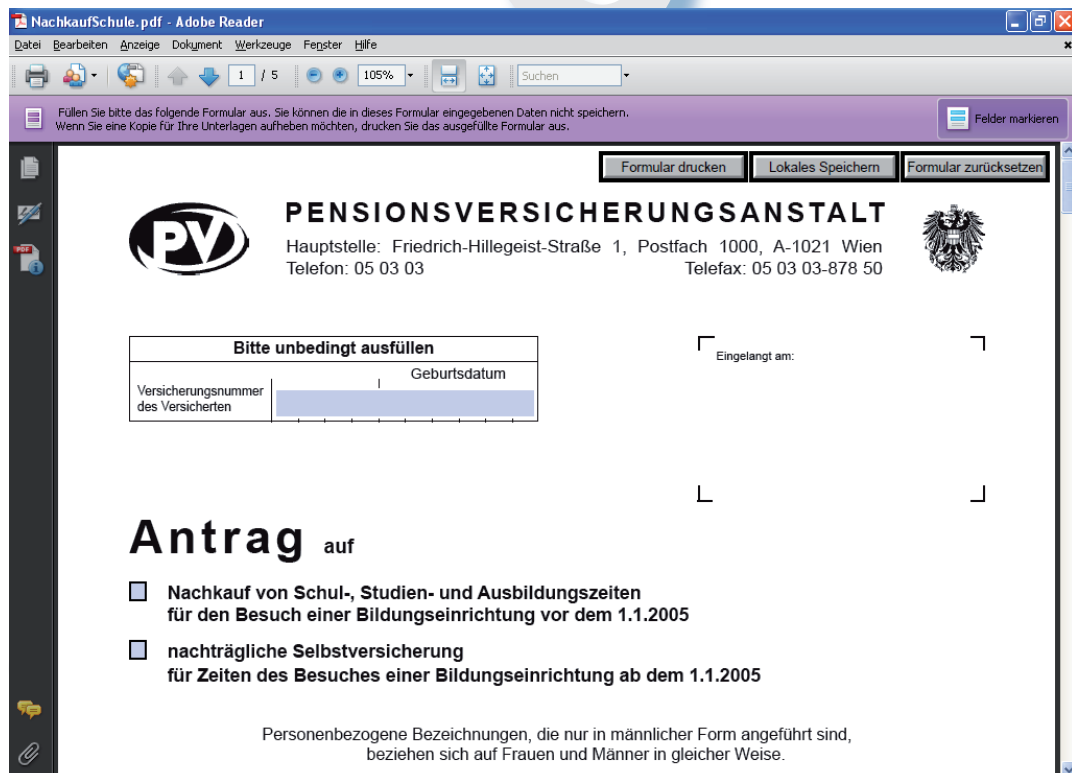 NachkaufSchule.pdf - Adobe Reader
Datei Bearbeiten Anzeige Dokument Werkzeuge Fenster Hilfe
1 / 5 105% Suchen
Füllen Sie bitte das folgende Formular aus. Sie können die in dieses Formular eingegebenen Daten nicht speichern.
Wenn Sie eine Kopie für Ihre Unterlagen aufheben möchten, drucken Sie das ausgefüllte Formular aus.
Felder markieren
Formular drucken Lokales Speichern Formular zurücksetzen
PV
PENSIONSVERSICHERUNGSANSTALT
Hauptstelle: Friedrich-Hillegeist-Straße 1, Postfach 1000, A-1021 Wien
Telefon: 05 03 03 Telefax: 05 03 03-878 50
Bitte unbedingt ausfüllen
Geburtsdatum
Versicherungsnummer
des Versicherten
Eingelangt am:
Antrag auf
Nachkauf von Schul-, Studien- und Ausbildungszeiten
für den Besuch einer Bildungseinrichtung vor dem 1.1.2005
nachträgliche Selbstversicherung
für Zeiten des Besuches einer Bildungseinrichtung ab dem 1.1.2005
Personenbezogene Bezeichnungen, die nur in männlicher Form angeführt sind,
beziehen sich auf Frauen und Männer in gleicher Weise.